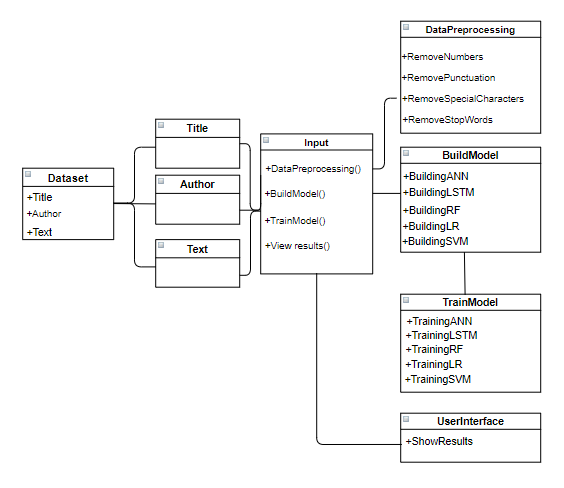 Dataset
+Title
+Author
+Text
Title
Author
Text
Input
+DataPreprocessing()
+BuildModel()
+TrainModel()
+View results()
DataPreprocessing
+RemoveNumbers
+RemovePunctuation
+RemoveSpecialCharacters
+RemoveStopWords
BuildModel
+BuildingANN
+BuildingLSTM
+BuildingRF
+BuildingLR
+BuildingSVM
TrainModel
+TrainingANN
+TrainingLSTM
+TrainingRF
+TrainingLR
+TrainingSVM
UserInterface
+ShowResults